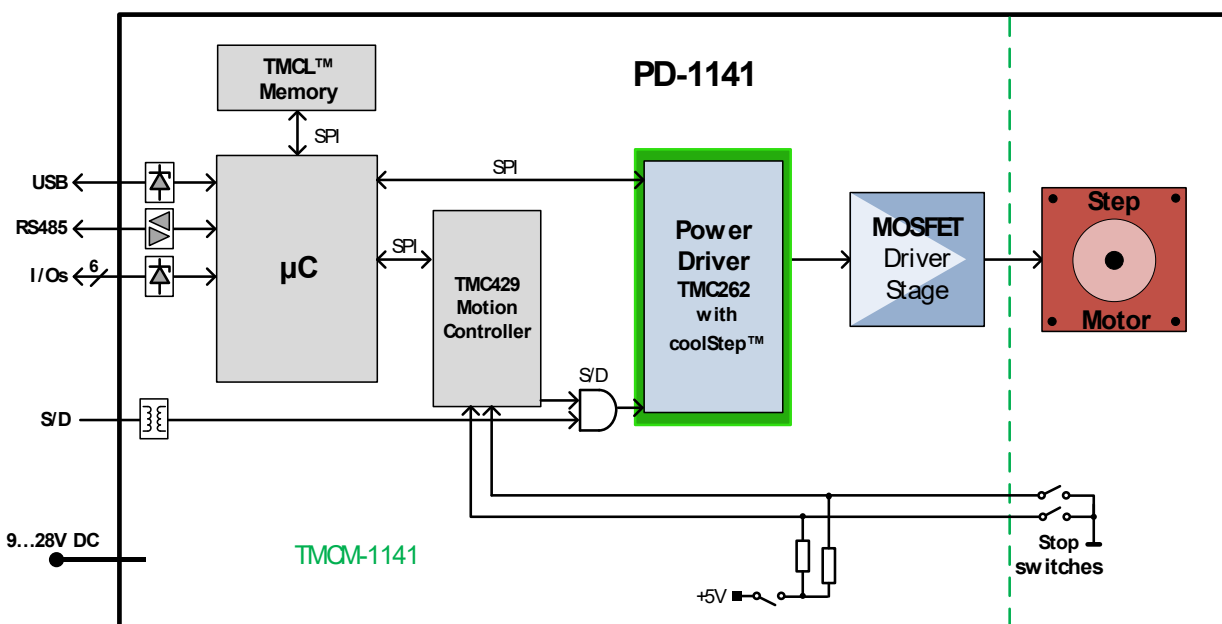 TMCL™
Memory
PD-1141
SPI
USB
RS485
I/Os
6
µC
SPI
SPI
TMC429
Motion
Controller
Power
Driver
TMC262
with
coolStep™
MOSFET
Driver
Stage
Step
Motor
S/D
S/D
9...28V DC
TMCM-1141
+5V
Stop
switches